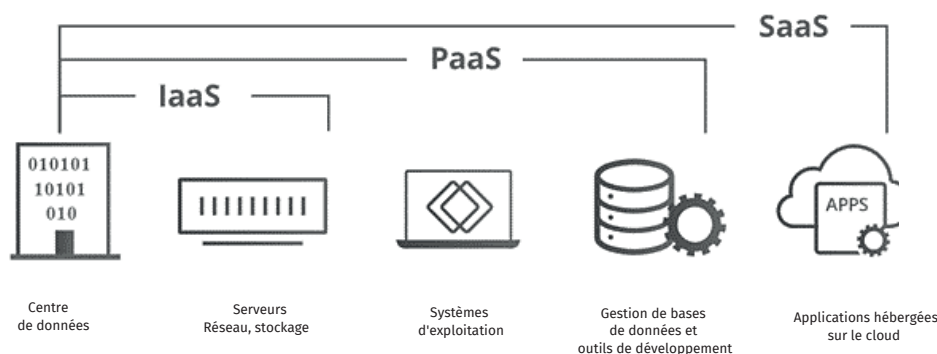 SaaS
PaaS
IaaS
010101
10101
010
APPS
Centre
de données
Serveurs
Réseau, stockage
Systèmes
d'exploitation
Gestion de bases
de données et
outils de développement
Applications hébergées
sur le cloud